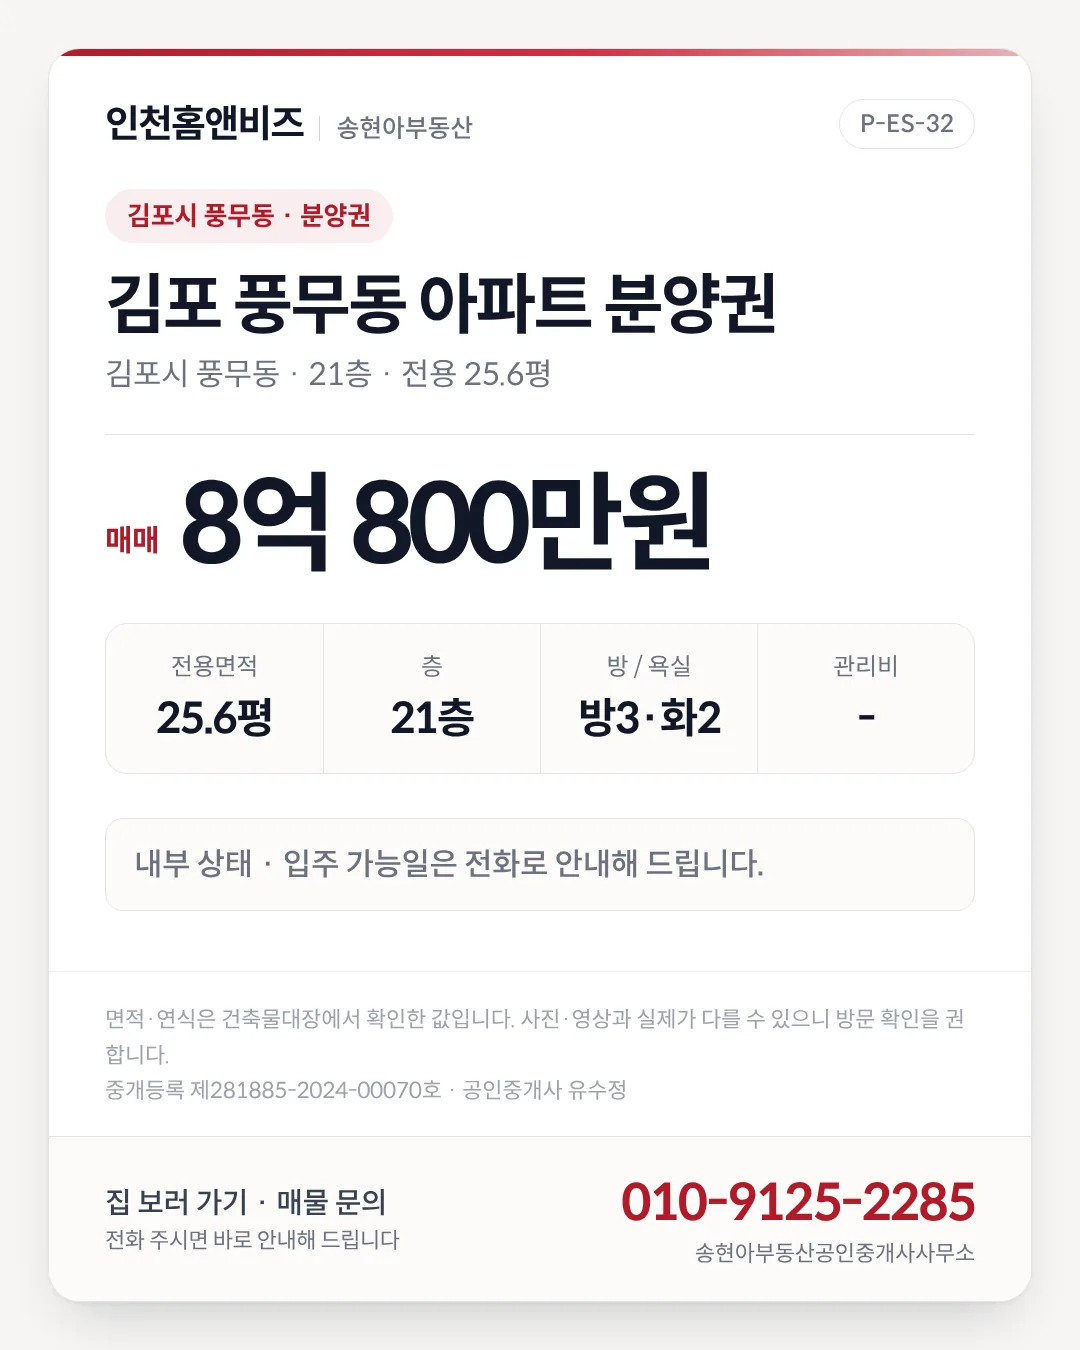 인천홈앤비즈 | 송현아부동산
P-ES-32
김포시 풍무동 · 분양권
김포 풍무동 아파트 분양권
김포시 풍무동 · 21층 · 전용 25.6평
매매 8억 800만원
전용면적 층 방 / 욕실 관리비
25.6평 21층 방3·화2 -
내부 상태 · 입주 가능일은 전화로 안내해 드립니다.
면적·연식은 건축물대장에서 확인한 값입니다. 사진·영상과 실제가 다를 수 있으니 방문 확인을 권
합니다.
중개등록 제281885-2024-00070호 · 공인중개사 유수정
집 보러 가기 · 매물 문의
전화 주시면 바로 안내해 드립니다
010-9125-2285
송현아부동산공인중개사사무소